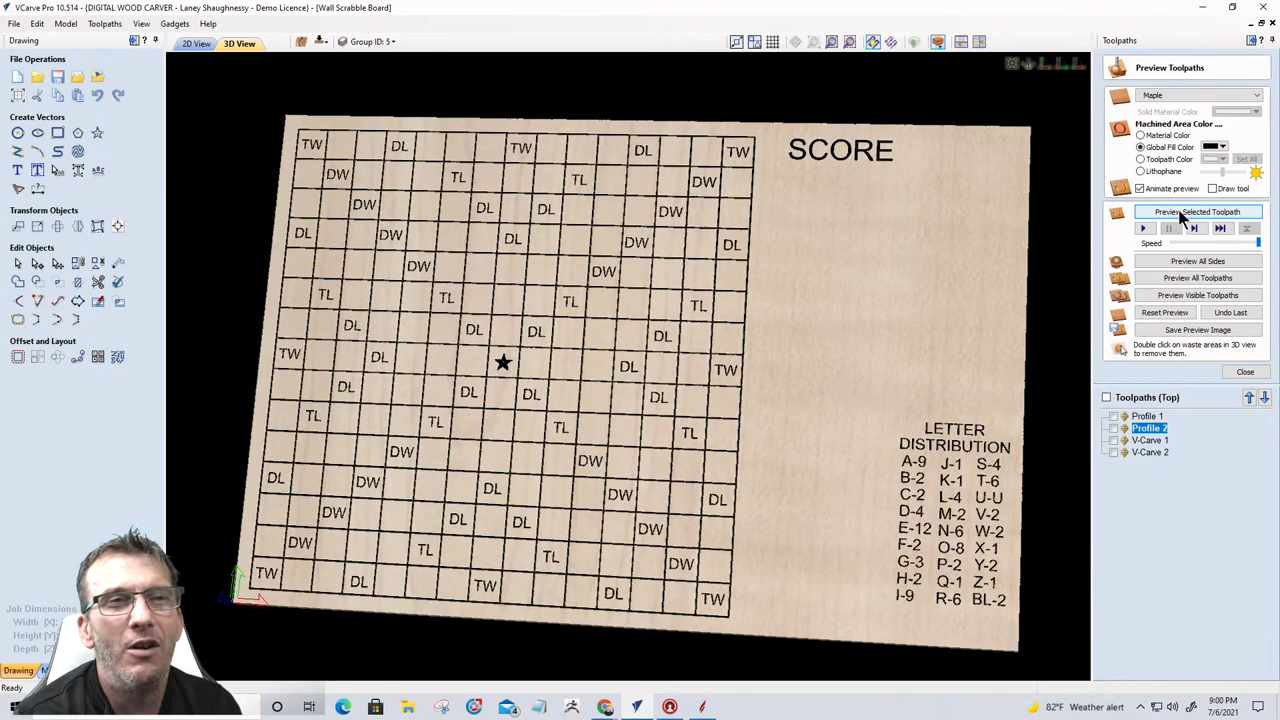 VCarve Pro 10.514 - {DIGITAL WOOD CARVER - Laney Shaughnessy - Demo Licence} - [Wall Scrabble Board]
File Edit Model Toolpaths View Gadgets Help
Drawing
2D View 3D View
Group ID: 5
Toolpaths
File Operations
Create Vectors
Transform Objects
Edit Objects
Offset and Layout
Job Dimensions
Width [X]:
Height [Y]:
Depth [Z]:
Drawing
Ready
TW DL TW DL TW
DW TL TL DW
DW DL DL DW
DL DW DL DW DL
DW DW
TL TL TL TL
DL DL DL DL
TW DL ★ DL TW
DL DL DL DL
TL TL TL TL
DW DW
DL DW DL DW DL
DW DL DL DW
DW TL TL DW
TW DL TW DL TW
SCORE
LETTER
DISTRIBUTION
A-9 J-1 S-4
B-2 K-1 T-6
C-2 L-4 U-U
D-4 M-2 V-2
E-12 N-6 W-2
F-2 O-8 X-1
G-3 P-2 Y-2
H-2 Q-1 Z-1
I-9 R-6 BL-2
Preview Toolpaths
Maple
Solid Material Color
Machined Area Color ....
Material Color
Global Fill Color
Toolpath Color Set All
Lithophane
Animate preview Draw tool
Preview Selected Toolpath
Speed
Preview All Sides
Preview All Toolpaths
Preview Visible Toolpaths
Reset Preview Undo Last
Save Preview Image
Double click on waste areas in 3D view
to remove them.
Close
Toolpaths (Top)
Profile 1
Profile 2
V-Carve 1
V-Carve 2
82°F Weather alert
9:00 PM
7/6/2021